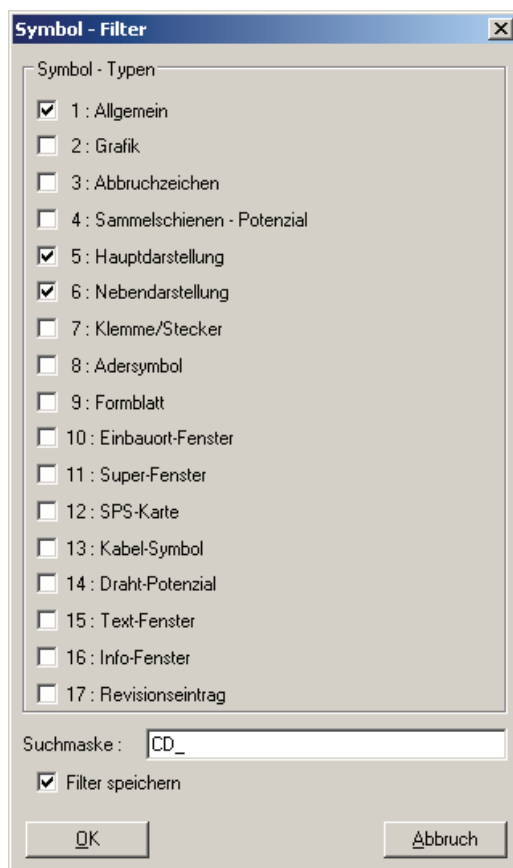 Symbol - Filter
Symbol - Typen
1 : Allgemein
2 : Grafik
3 : Abbruchzeichen
4 : Sammelschienen - Potenzial
5 : Hauptdarstellung
6 : Nebendarstellung
7 : Klemme/Stecker
8 : Adersymbol
9 : Formblatt
10 : Einbauort-Fenster
11 : Super-Fenster
12 : SPS-Karte
13 : Kabel-Symbol
14 : Draht-Potenzial
15 : Text-Fenster
16 : Info-Fenster
17 : Revisionseintrag
Suchmaske : CD_
Filter speichern
OK Abbruch